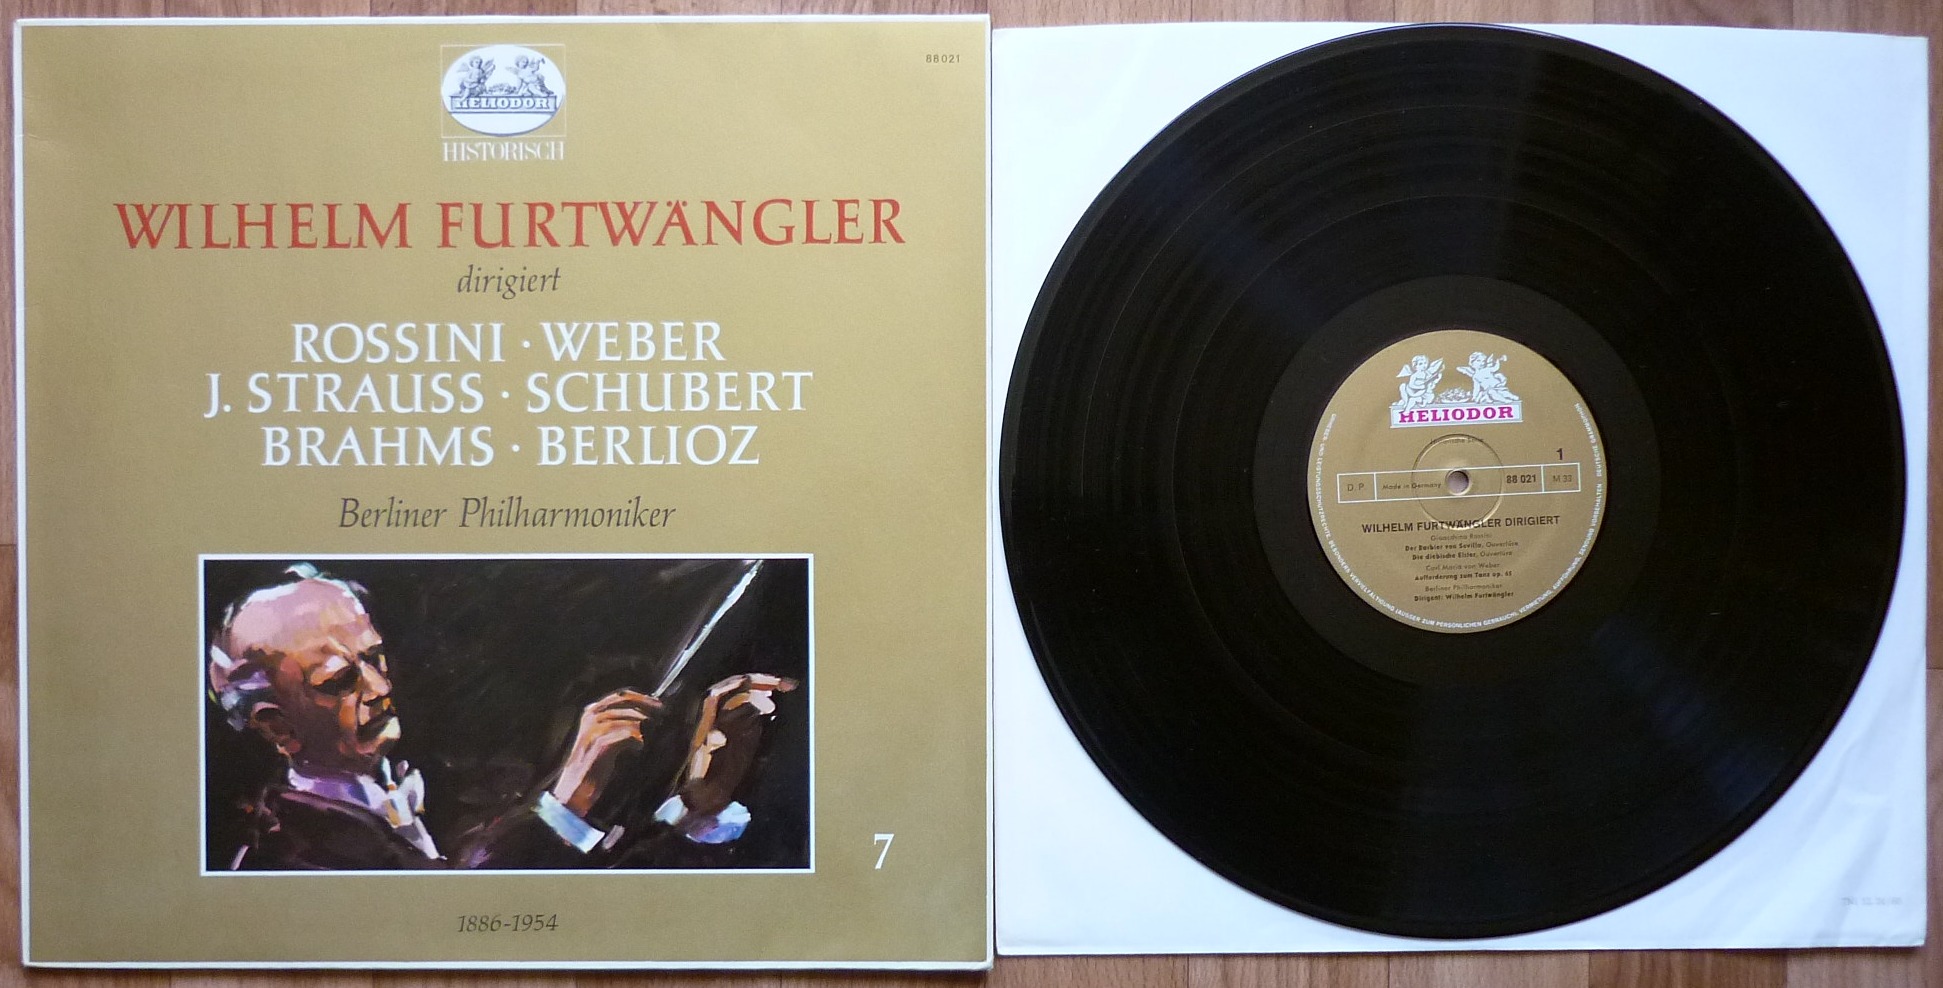 HELIODOR
HISTORISCH
88021
WILHELM FURTWÄNGLER
dirigiert
ROSSINI · WEBER
J. STRAUSS · SCHUBERT
BRAHMS · BERLIOZ
Berliner Philharmoniker
7
1886-1954
HELIODOR
1
D.P. Made in Germany 88 021 M 33
WILHELM FURTWÄNGLER DIRIGIERT
Gioacchino Rossini
Der Barbier von Sevilla, Ouvertüre
Die diebische Elster, Ouvertüre
Carl Maria von Weber
Aufforderung zum Tanz op. 65
Berliner Philharmoniker
Dirigent: Wilhelm Furtwängler